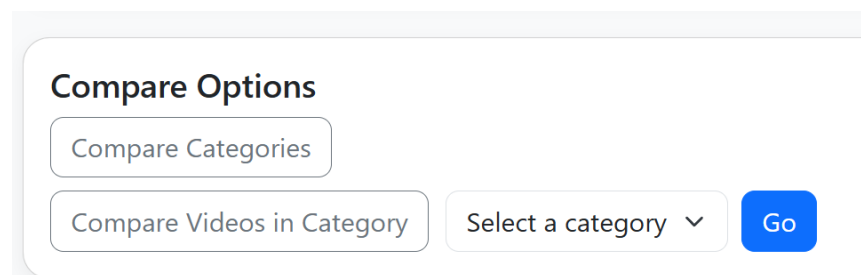 Compare Options
Compare Categories
Compare Videos in Category Select a category Go